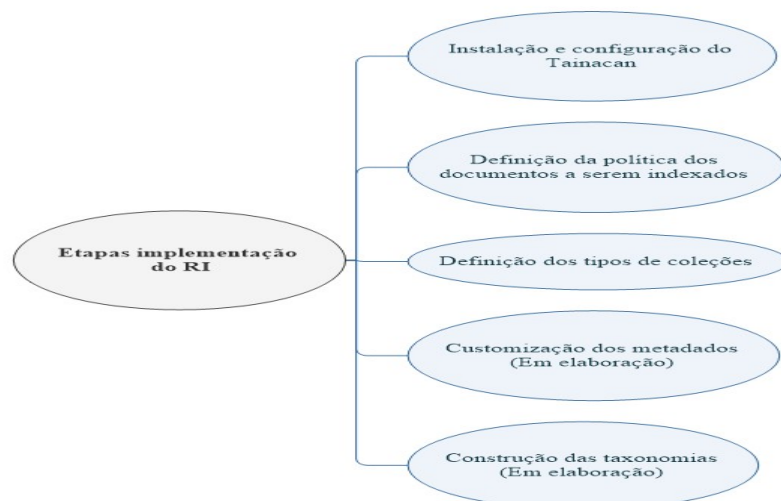 Etapas implementação
do RI
Instalação e configuração do
Tainacan
Definição da política dos
documentos a serem indexados
Definição dos tipos de coleções
Customização dos metadados
(Em elaboração)
Construção das taxonomias
(Em elaboração)